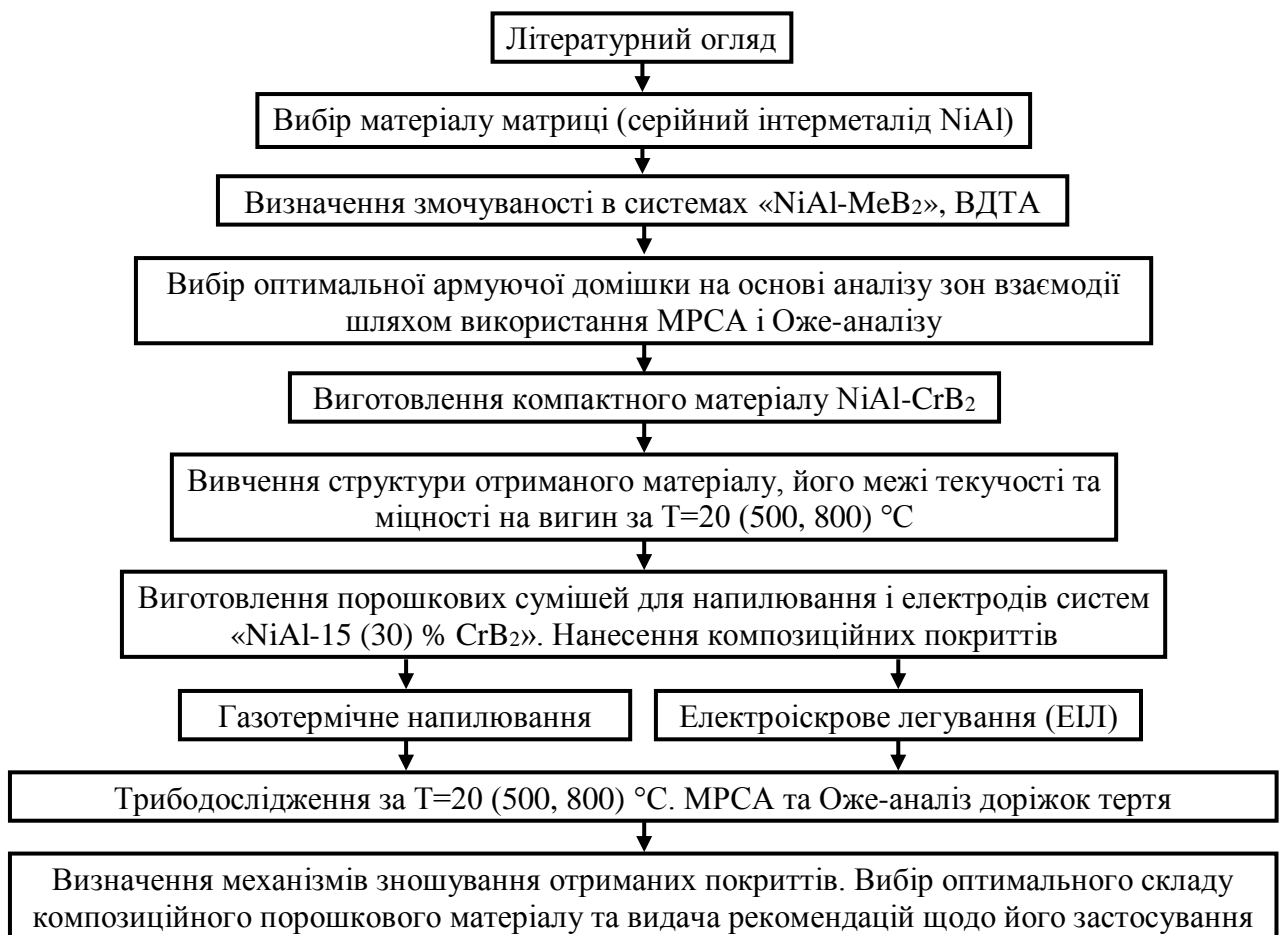 Літературний огляд
Вибір матеріалу матриці (серійний інтерметалід NiAl)
Визначення змочуваності в системах «NiAl-MeB₂», ВДТА
Вибір оптимальної армуючої домішки на основі аналізу зон взаємодії
шляхом використання МРСА і Оже-аналізу
Виготовлення компактного матеріалу NiAl-CrB₂
Вивчення структури отриманого матеріалу, його межі текучості та
міцності на вигин за Т=20 (500, 800) °С
Виготовлення порошкових сумішей для напилювання і електродів систем
«NiAl-15 (30) % CrB₂». Нанесення композиційних покриттів
Газотермічне напилювання
Електроіскрове легування (ЕІЛ)
Трибодослідження за Т=20 (500, 800) °С. МРСА та Оже-аналіз доріжок тертя
Визначення механізмів зношування отриманих покриттів. Вибір оптимального складу
композиційного порошкового матеріалу та видача рекомендацій щодо його застосування